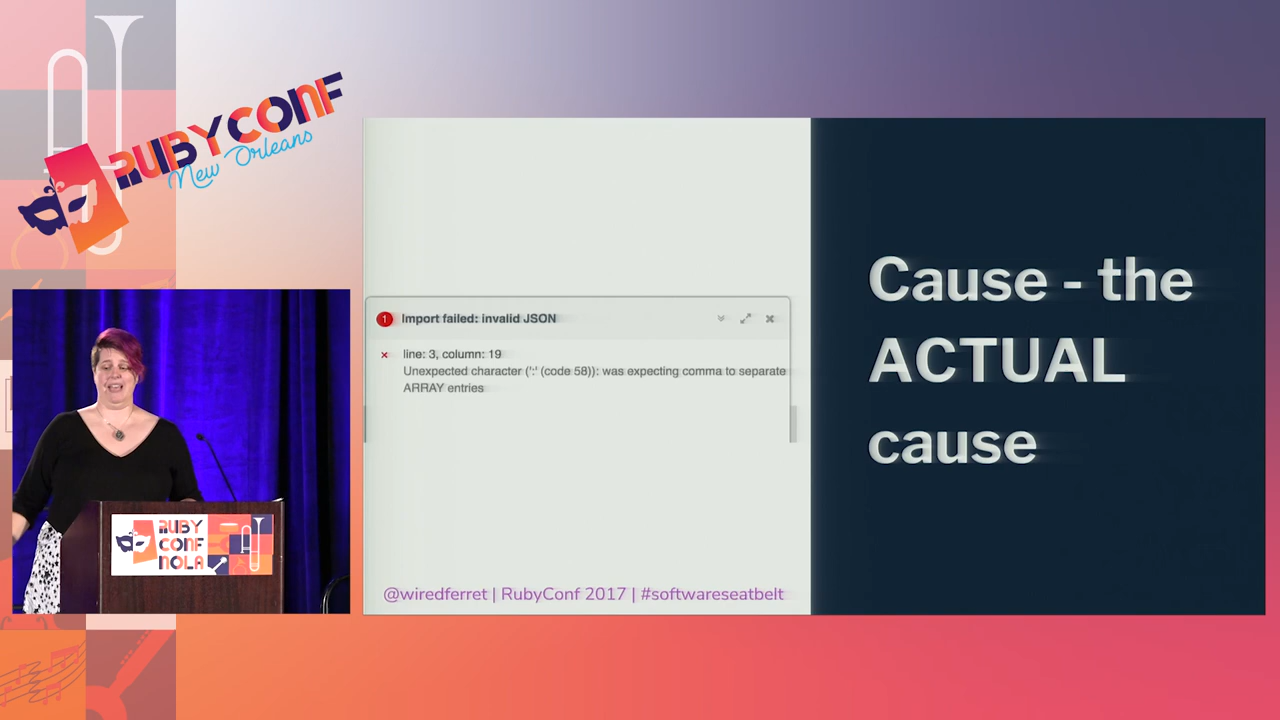 RUBYCONF
New Orleans
RUBY
CONF
NOLA
1 Import failed: invalid JSON
line: 3, column: 19
Unexpected character (':' (code 58)): was expecting comma to separate
ARRAY entries
@wiredferret | RubyConf 2017 | #softwareseatbelt
Cause - the
ACTUAL
cause